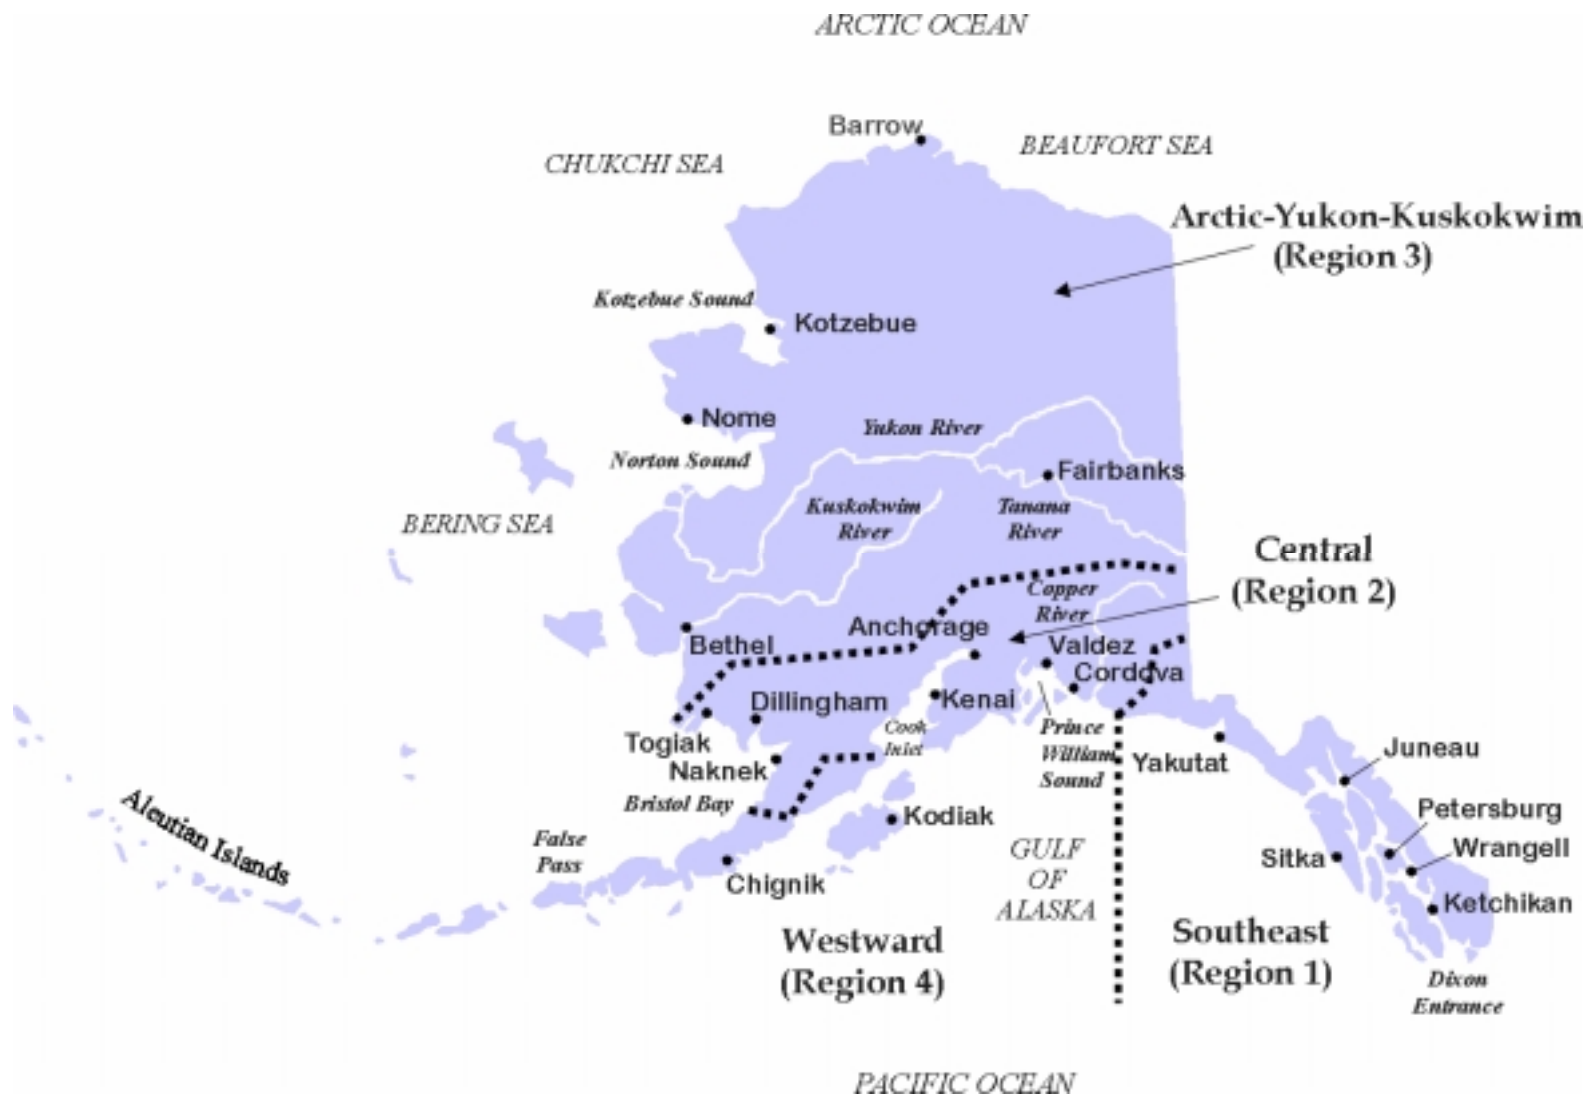 ARCTIC OCEAN
Barrow
BEAUFORT SEA
CHUKCHI SEA
Arctic-Yukon-Kuskokwim
(Region 3)
Kotzebue Sound
Kotzebue
Nome
Yukon River
Norton Sound
Fairbanks
Kuskokwim
River
Tanana
River
BERING SEA
Central
(Region 2)
Copper
River
Anchorage
Bethel
Valdez
Cordova
Dillingham
Kenai
Togiak
Cook
Inlet
Prince
William
Sound
Naknek
Yakutat
Juneau
Bristol Bay
Aleutian Islands
Kodiak
Petersburg
False
Pass
Wrangell
GULF
OF
ALASKA
Sitka
Chignik
Ketchikan
Westward
(Region 4)
Southeast
(Region 1)
Dixon
Entrance
PACIFIC OCEAN